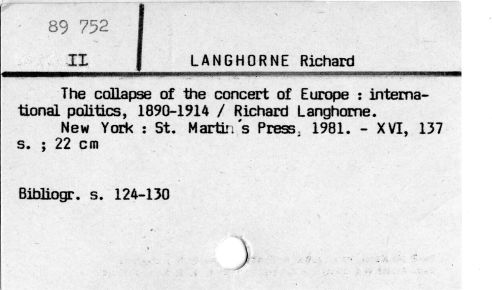 89 752
II
LANGHORNE Richard
The collapse of the concert of Europe : interna-
tional politics, 1890-1914 / Richard Langhorne.
New York : St. Martin's Press, 1981. - XVI, 137
s. ; 22 cm
Bibliogr. s. 124-130